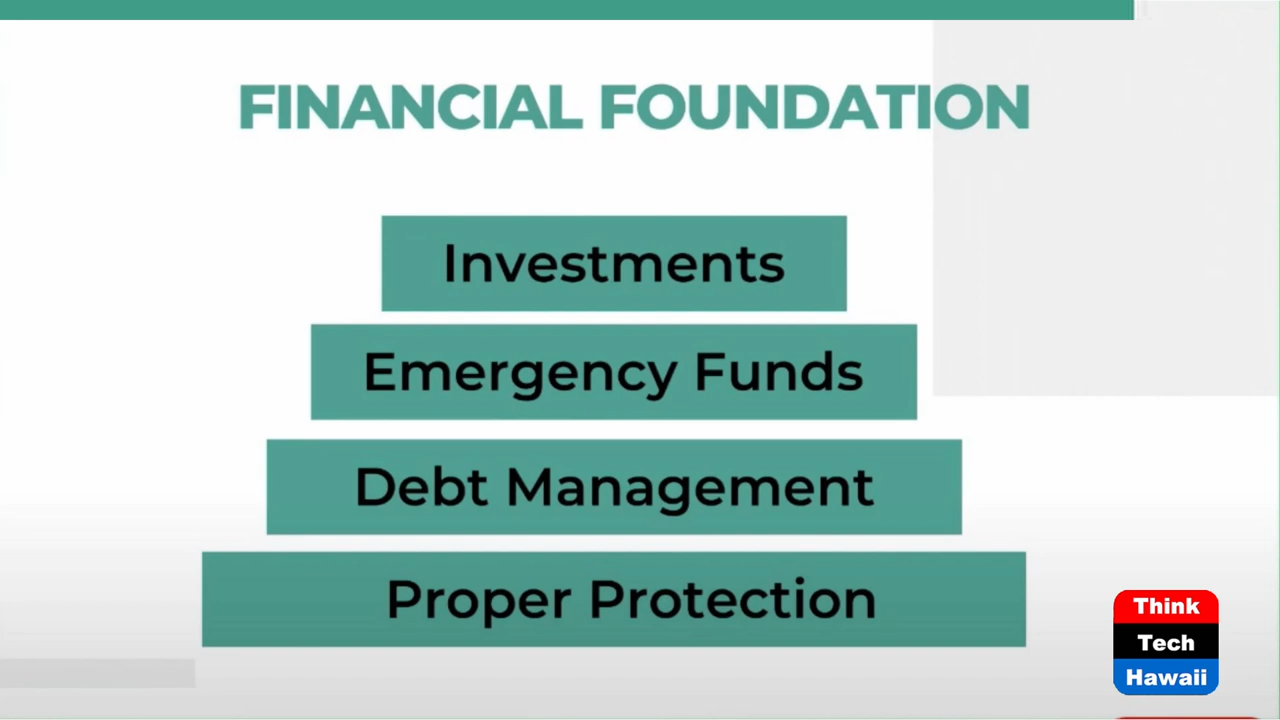 FINANCIAL FOUNDATION
Investments
Emergency Funds
Debt Management
Proper Protection
Think
Tech
Hawaii